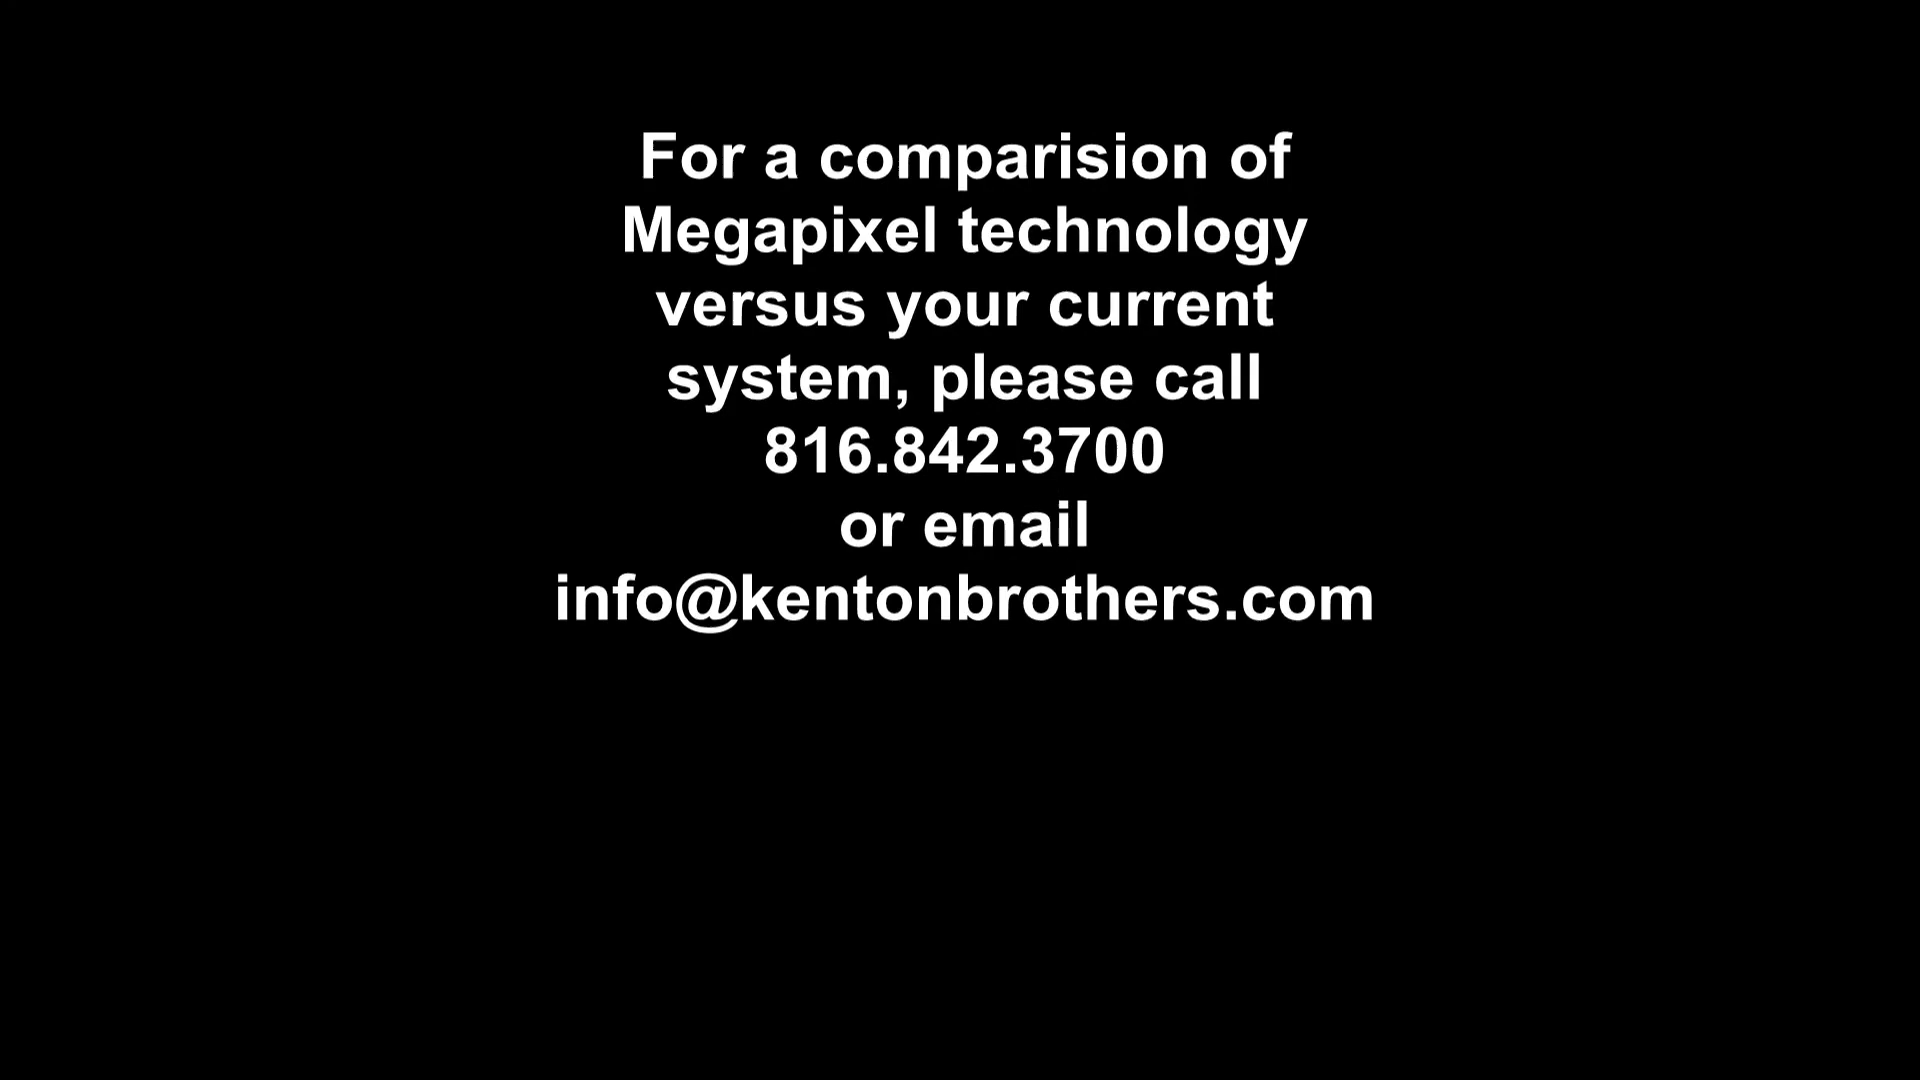 For a comparision of
Megapixel technology
versus your current
system, please call
816.842.3700
or email
info@kentonbrothers.com